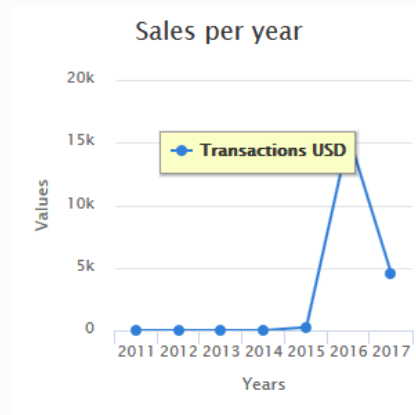 Sales per year
20k
15k
10k
5k
0
Values
Transactions USD
2011 2012 2013 2014 2015 2016 2017
Years